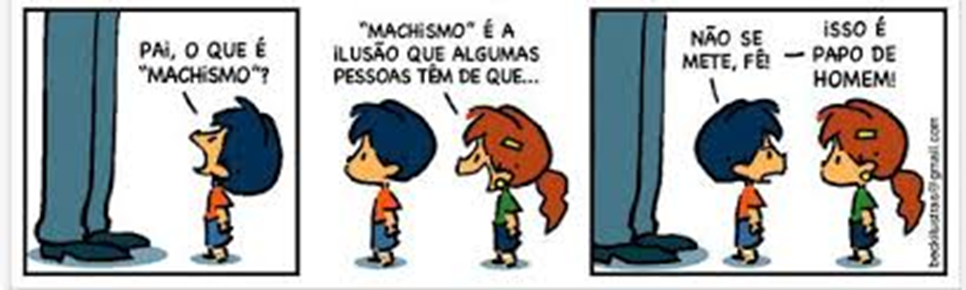 PAi, O QUE É
"MACHiSMO"?
"MACHiSMO" É A
iLUSÃO QUE ALGUMAS
PESSOAS TÊM DE QUE...
NÃO SE
METE, FÊ!
iSSO É
PAPO DE
HOMEM!
beckilustras@gmail.com